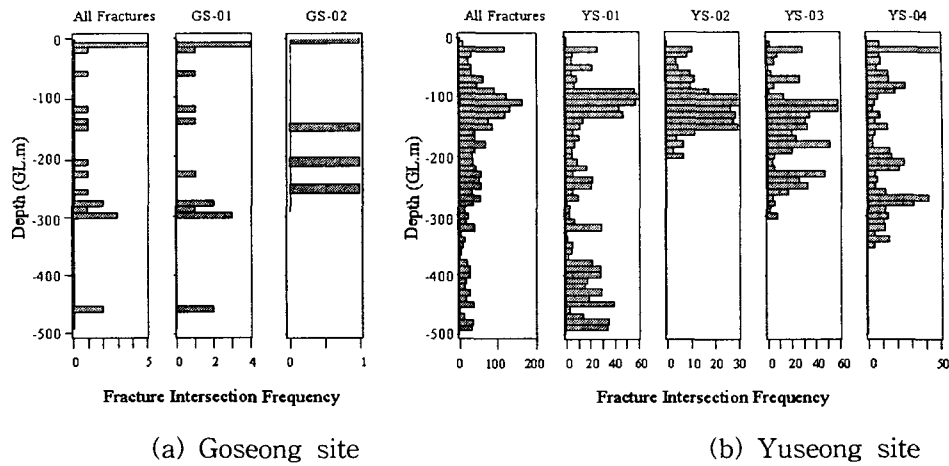 All Fractures GS-01 GS-02 All Fractures YS-01 YS-02 YS-03 YS-04
Depth (GL.m)
0
-100
-200
-300
-400
-500
0 5 0 2 4 0 1
Depth (GL.m)
0
-100
-200
-300
-400
-500
0 100 200 0 20 40 60 0 10 20 30 0 20 40 60 0 50
Fracture Intersection Frequency Fracture Intersection Frequency
(a) Goseong site (b) Yuseong site